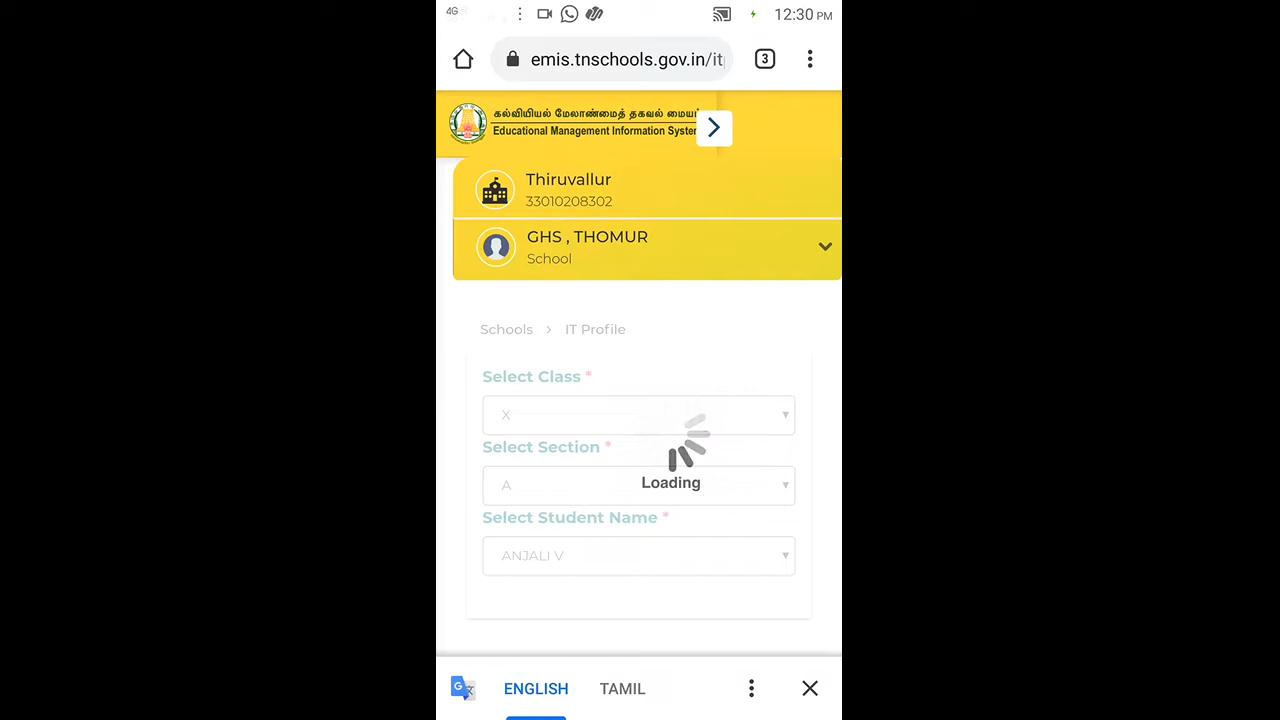 4G
12:30 PM
emis.tnschools.gov.in/it
3
கல்வியியல் மேலாண்மைத் தகவல்
Educational Management Information System
Thiruvallur
33010208302
GHS , THOMUR
School
Schools > IT Profile
Select Class *
X
Select Section *
A
Loading
Select Student Name *
ANJALI V
ENGLISH TAMIL